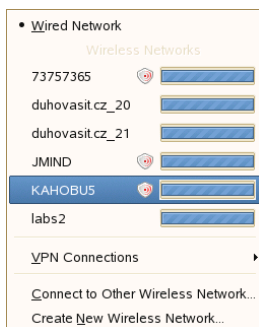 Wired Network
Wireless Networks
73757365
duhovasit.cz_20
duhovasit.cz_21
JMIND
KAHOBU5
labs2
VPN Connections
Connect to Other Wireless Network...
Create New Wireless Network...